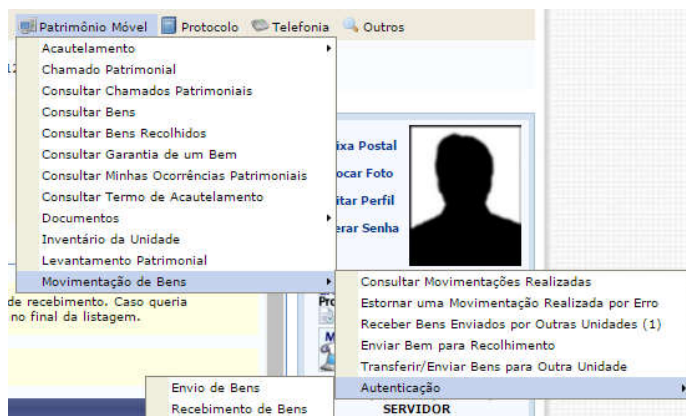 Patrimônio Móvel Protocolo Telefonia Outros
Acautelamento
Chamado Patrimonial
Consultar Chamados Patrimoniais
Consultar Bens
Consultar Bens Recolhidos
Consultar Garantia de um Bem
Consultar Minhas Ocorrências Patrimoniais
Consultar Termo de Acautelamento
Documentos
Inventário da Unidade
Levantamento Patrimonial
Movimentação de Bens
ixa Postal
ocar Foto
itar Perfil
erar Senha
de recebimento. Caso queria
no final da listagem.
Consultar Movimentações Realizadas
Estornar uma Movimentação Realizada por Erro
Receber Bens Enviados por Outras Unidades (1)
Enviar Bem para Recolhimento
Transferir/Enviar Bens para Outra Unidade
Autenticação
Envio de Bens
Recebimento de Bens
SERVIDOR